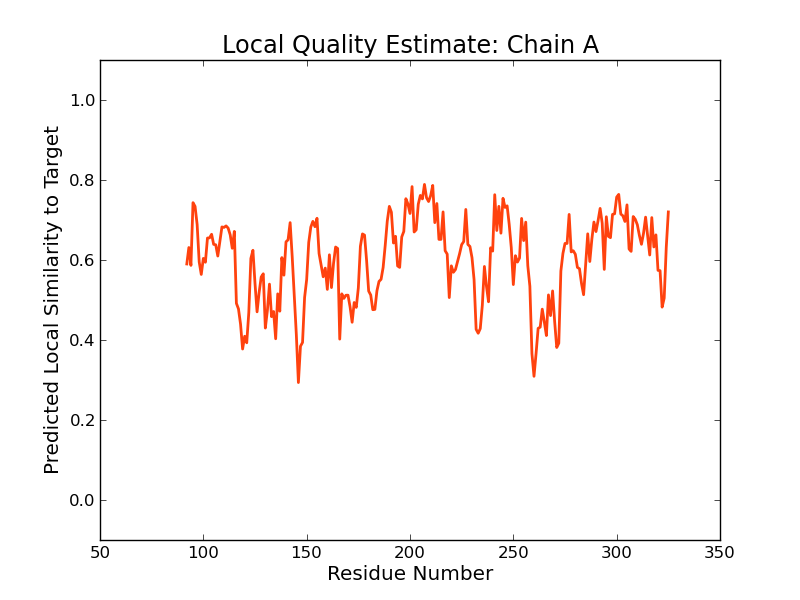 Local Quality Estimate: Chain A
Predicted Local Similarity to Target
1.0
0.8
0.6
0.4
0.2
0.0
50 100 150 200 250 300 350
Residue Number